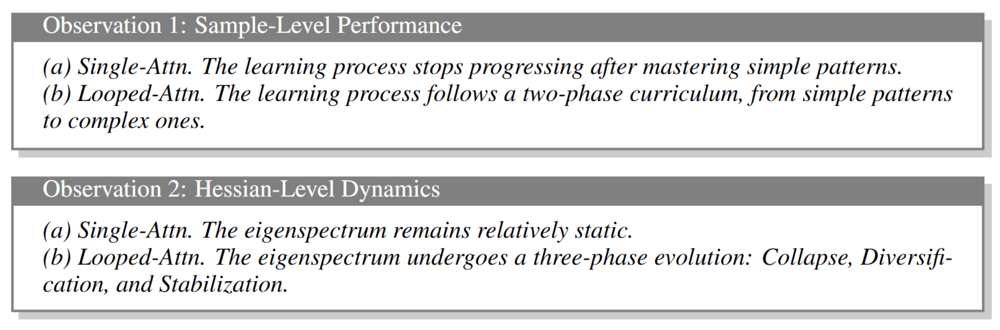 Observation 1: Sample-Level Performance
(a) Single-Attn. The learning process stops progressing after mastering simple patterns.
(b) Looped-Attn. The learning process follows a two-phase curriculum, from simple patterns
to complex ones.
Observation 2: Hessian-Level Dynamics
(a) Single-Attn. The eigenspectrum remains relatively static.
(b) Looped-Attn. The eigenspectrum undergoes a three-phase evolution: Collapse, Diversifi-
cation, and Stabilization.